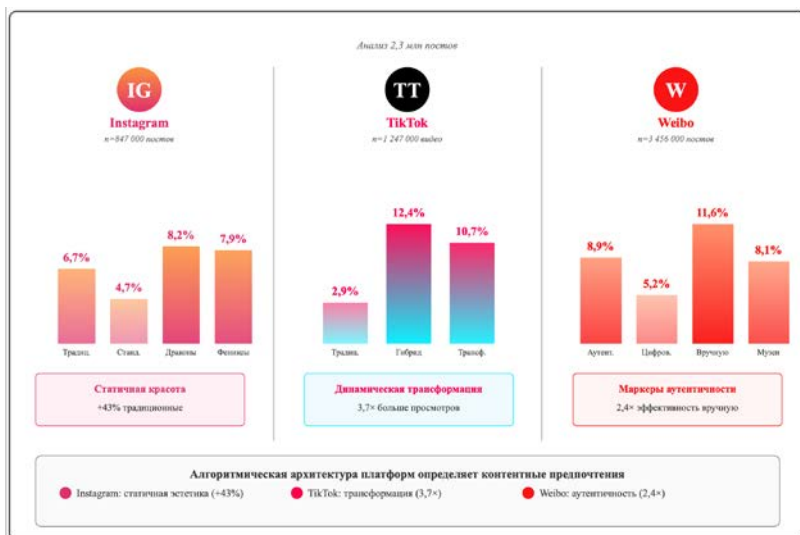 Анализ 2,3 млн постов
IG
Instagram
n=847 000 постов
6,7%
4,7%
8,2%
7,9%
Традиц.
Станд.
Драконы
Фениксы
Статичная красота
+43% традиционные
TT
TikTok
n=1 247 000 видео
2,9%
12,4%
10,7%
Традиц.
Гибрид
Трансф.
Динамическая трансформация
3,7× больше просмотров
W
Weibo
n=3 456 000 постов
8,9%
5,2%
11,6%
8,1%
Аутент.
Цифров.
Вручную
Музеи
Маркеры аутентичности
2,4× эффективность вручную
Алгоритмическая архитектура платформ определяет контентные предпочтения
Instagram: статичная эстетика (+43%)
TikTok: трансформация (3,7×)
Weibo: аутентичность (2,4×)